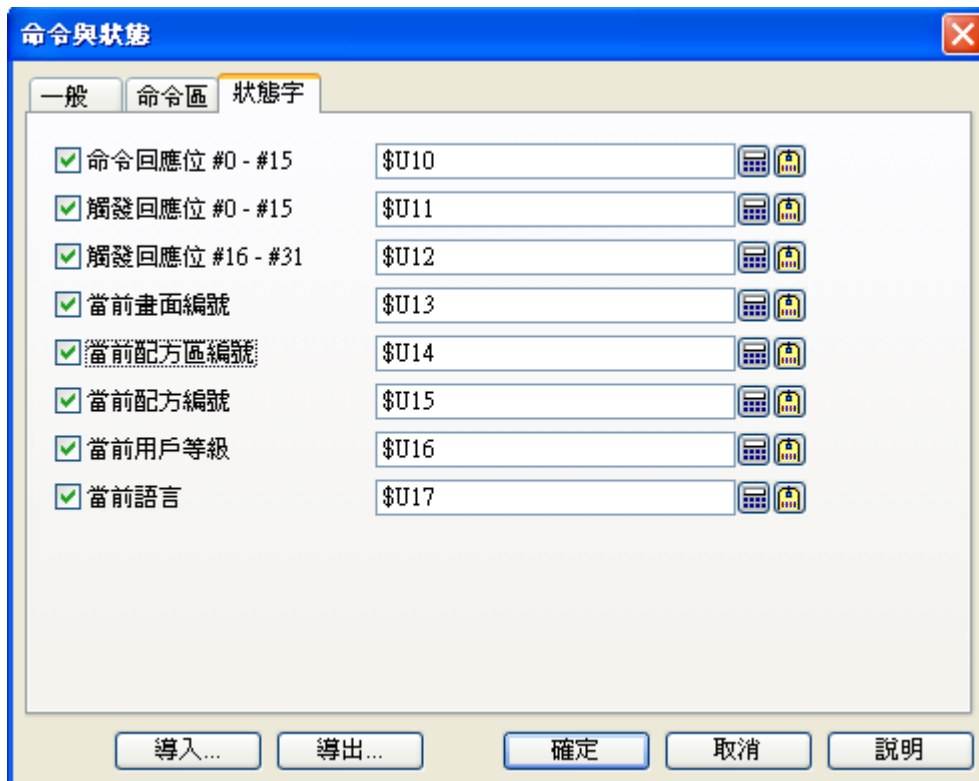 命令與狀態
一般 命令區 狀態字
命令回應位 #0 - #15 $U10
觸發回應位 #0 - #15 $U11
觸發回應位 #16 - #31 $U12
當前畫面編號 $U13
當前配方區編號 $U14
當前配方編號 $U15
當前用戶等級 $U16
當前語言 $U17
導入... 導出... 確定 取消 說明